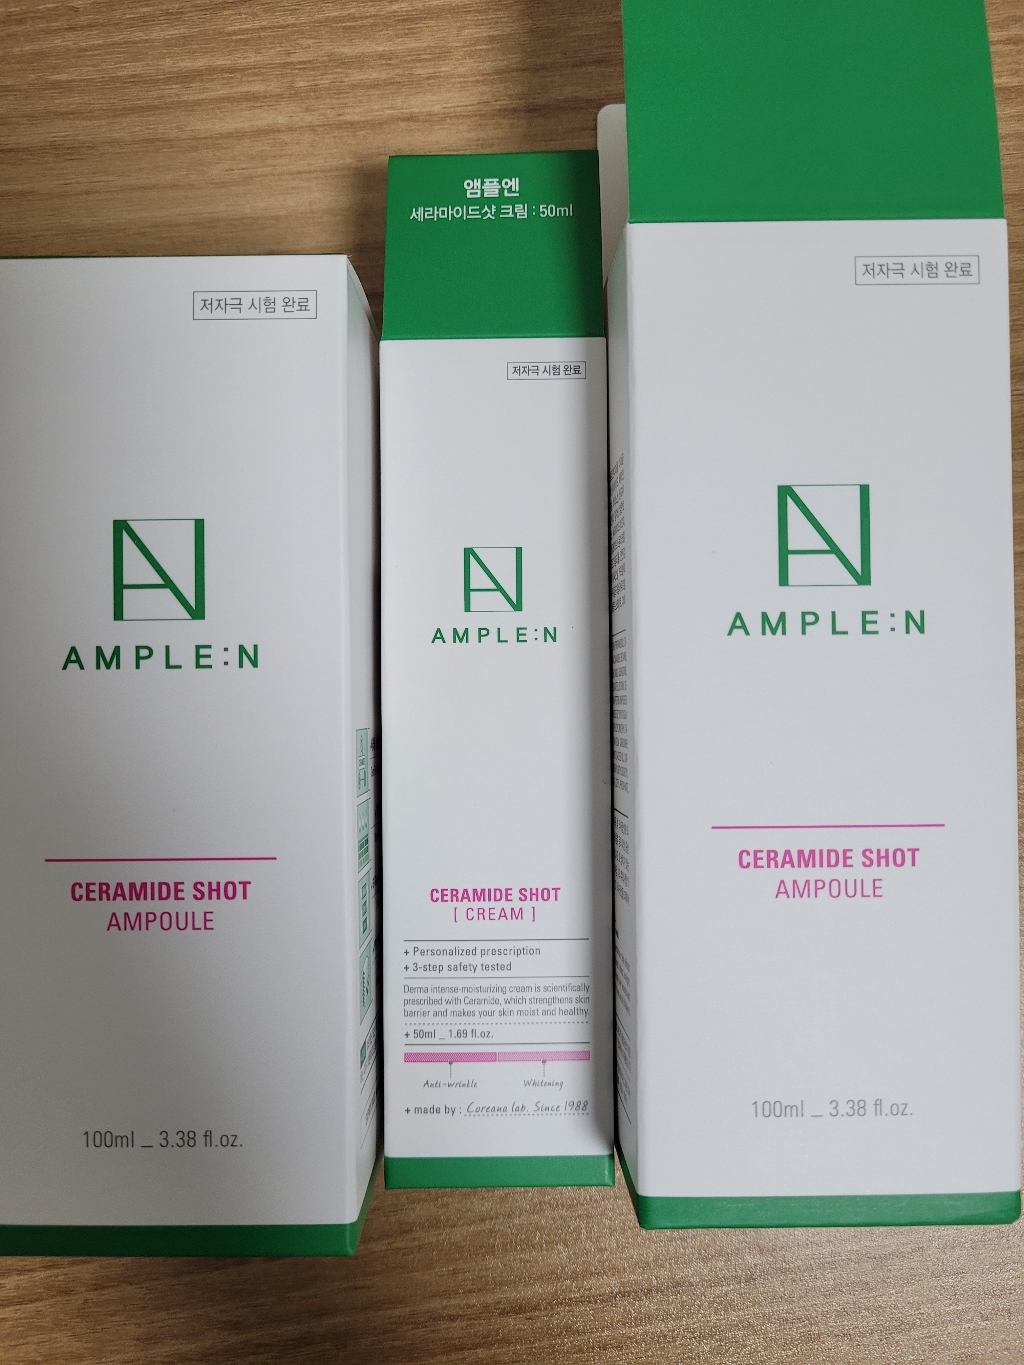 저자극 시험 완료
AMPLE:N
CERAMIDE SHOT
AMPOULE
100ml _ 3.38 fl.oz.
앰플엔
세라마이드샷 크림 : 50ml
저자극 시험 완료
AMPLE:N
CERAMIDE SHOT
[ CREAM ]
+ Personalized prescription
+ 3-step safety tested
Derma intense-moisturizing cream is scientifically
prescribed with Ceramide, which strengthens skin
barrier and makes your skin moist and healthy.
+ 50ml _ 1.69 fl.oz.
Anti-wrinkle Whitening
+ made by : Coreana lab. Since 1988
저자극 시험 완료
AMPLE:N
CERAMIDE SHOT
AMPOULE
100ml _ 3.38 fl.oz.